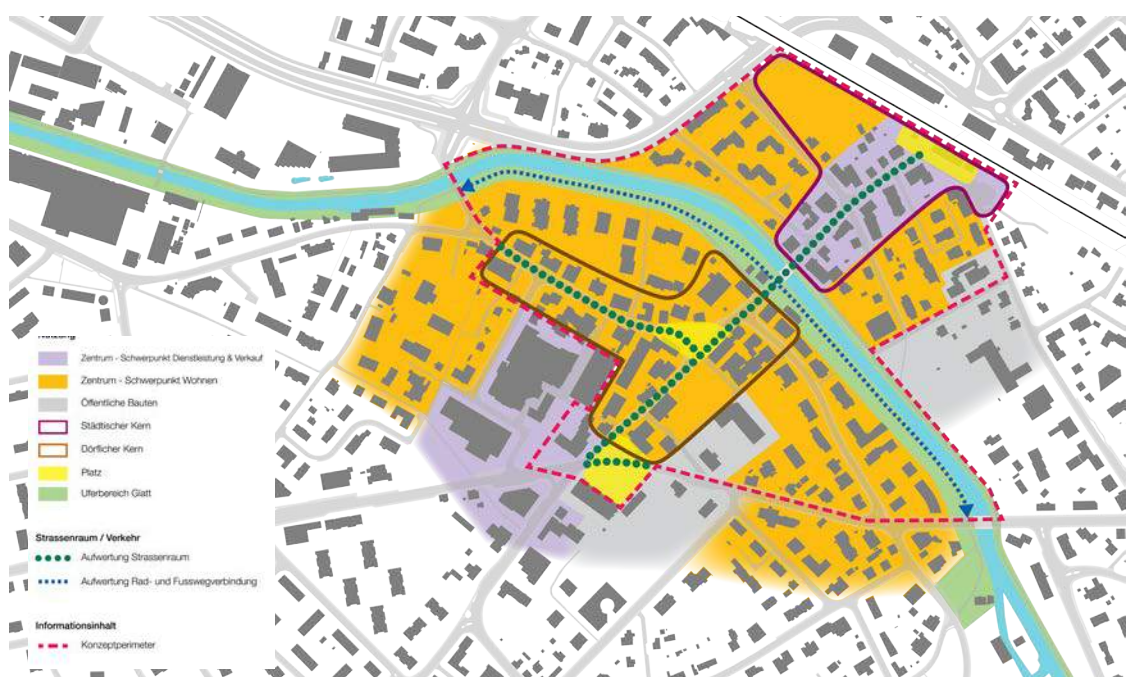 Nutzung
Zentrum - Schwerpunkt Dienstleistung & Verkauf
Zentrum - Schwerpunkt Wohnen
Öffentliche Bauten
Städtischer Kern
Dörflicher Kern
Platz
Uferbereich Glatt
Strassenraum / Verkehr
Aufwertung Strassenraum
Aufwertung Rad- und Fusswegverbindung
Informationsinhalt
Konzeptperimeter